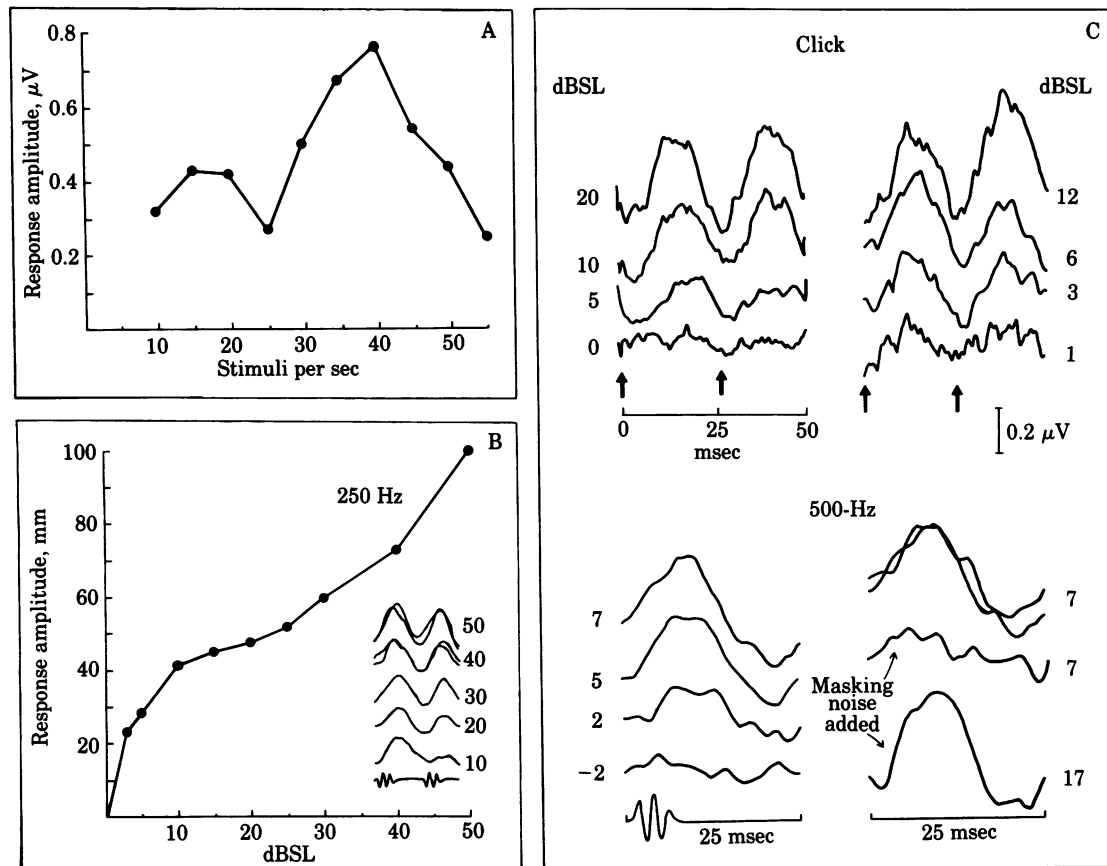 A
Response amplitude, μV
0.8
0.6
0.4
0.2
10 20 30 40 50
Stimuli per sec
B
250 Hz
Response amplitude, mm
100
80
60
40
20
50
40
30
20
10
10 20 30 40 50
dBSL
C
Click
dBSL dBSL
20 12
10 6
5 3
0 1
0 25 50
msec
0.2 μV
500-Hz
7 7
5 7
Masking
noise
added
2
-2 17
25 msec 25 msec